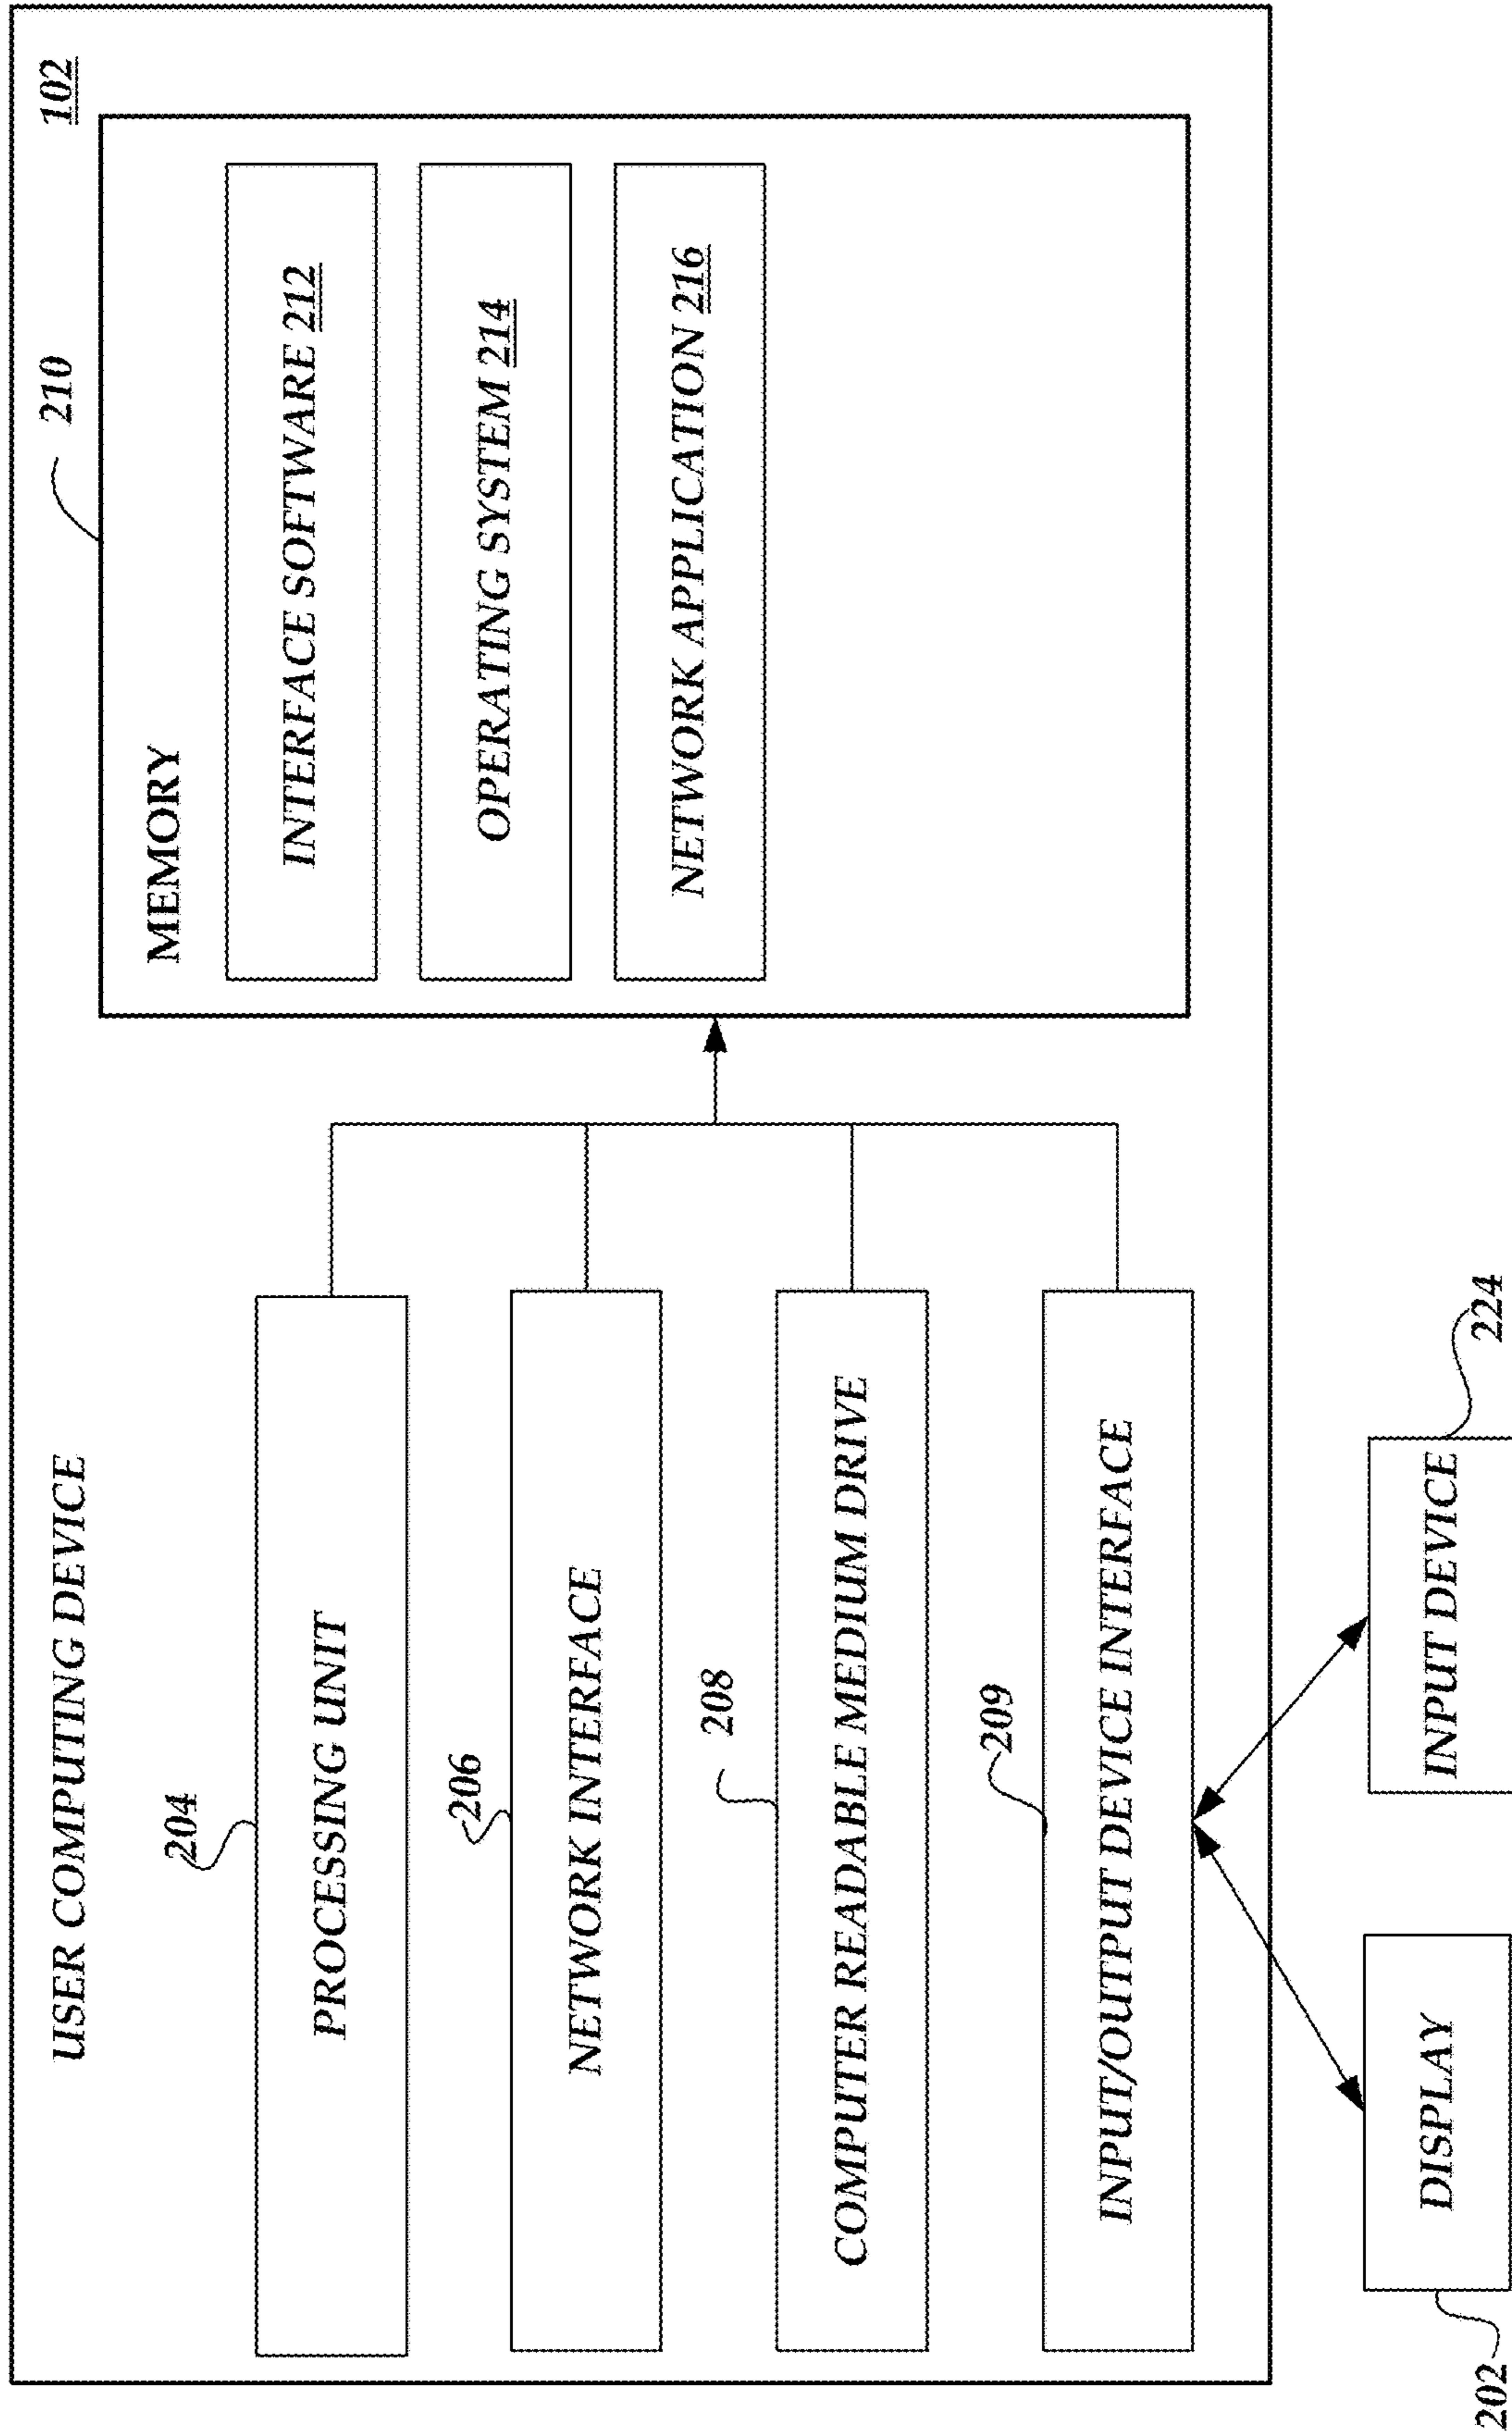 USER COMPUTING DEVICE
102
204
PROCESSING UNIT
206
NETWORK INTERFACE
208
COMPUTER READABLE MEDIUM DRIVE
209
INPUT/OUTPUT DEVICE INTERFACE
210
MEMORY
INTERFACE SOFTWARE 212
OPERATING SYSTEM 214
NETWORK APPLICATION 216
202
DISPLAY
INPUT DEVICE
224